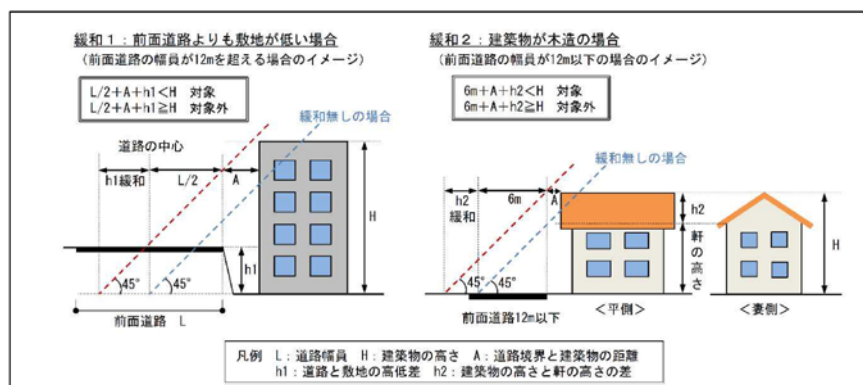 緩和1:前面道路よりも敷地が低い場合
(前面道路の幅員が12mを超える場合のイメージ)
L/2+A+h1<H 対象
L/2+A+h1≧H 対象外
緩和無しの場合
道路の中心
h1緩和
L/2
A
H
h1
45°
45°
前面道路 L
緩和2:建築物が木造の場合
(前面道路の幅員が12m以下の場合のイメージ)
6m+A+h2<H 対象
6m+A+h2≧H 対象外
緩和無しの場合
h2
緩和
6m
A
h2
軒の高さ
H
45°
45°
前面道路12m以下
<平側>
<妻側>
凡例 L:道路幅員 H:建築物の高さ A:道路境界と建築物の距離
h1:道路と敷地の高低差 h2:建築物の高さと軒の高さの差